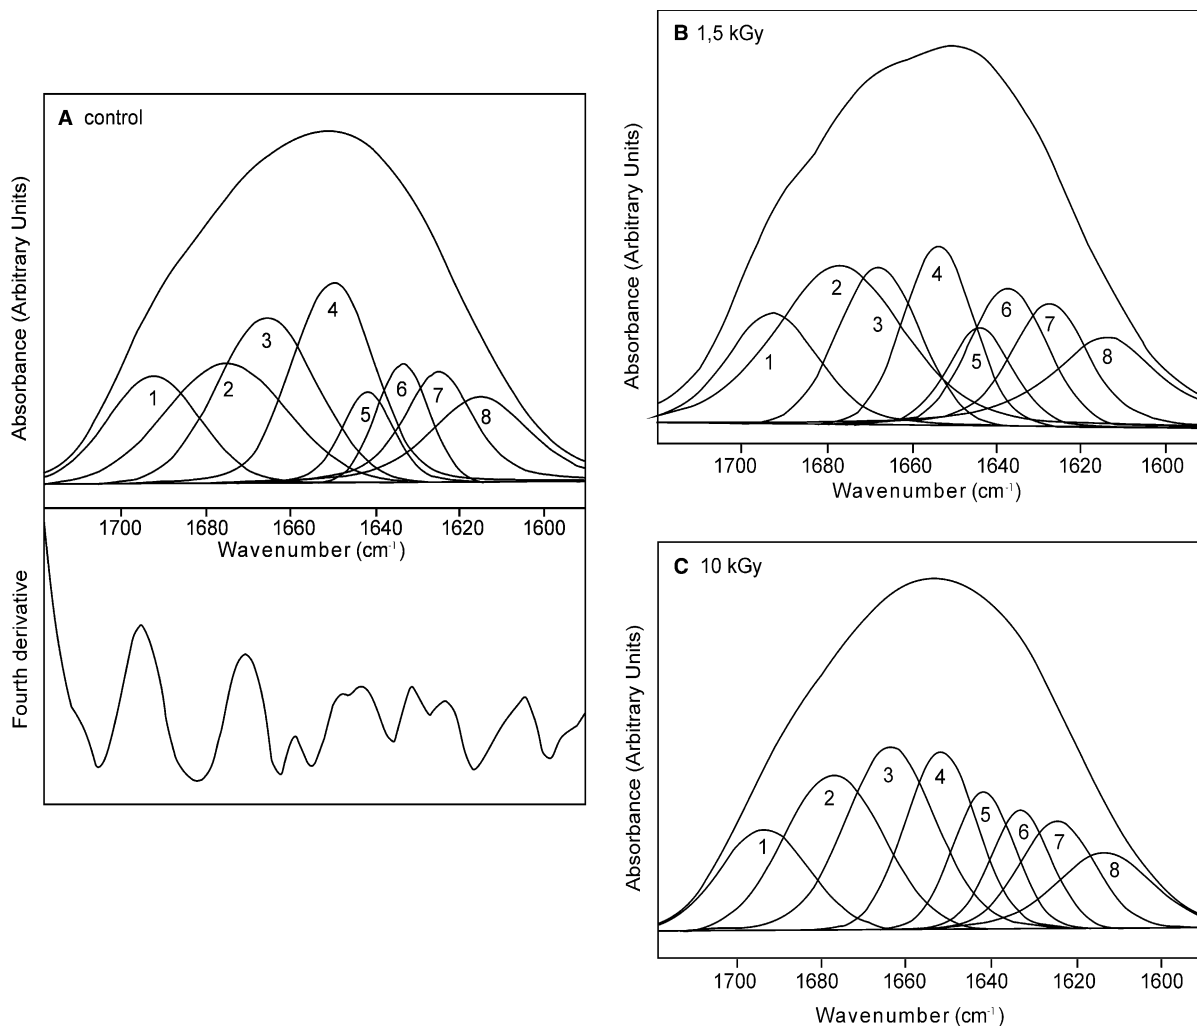 A control
Absorbance (Arbitrary Units)
1 2 3 4 5 6 7 8
1700 1680 1660 1640 1620 1600
Wavenumber (cm-1)
Fourth derivative
B 1,5 kGy
Absorbance (Arbitrary Units)
1 2 3 4 5 6 7 8
1700 1680 1660 1640 1620 1600
Wavenumber (cm-1)
C 10 kGy
Absorbance (Arbitrary Units)
1 2 3 4 5 6 7 8
1700 1680 1660 1640 1620 1600
Wavenumber (cm-1)